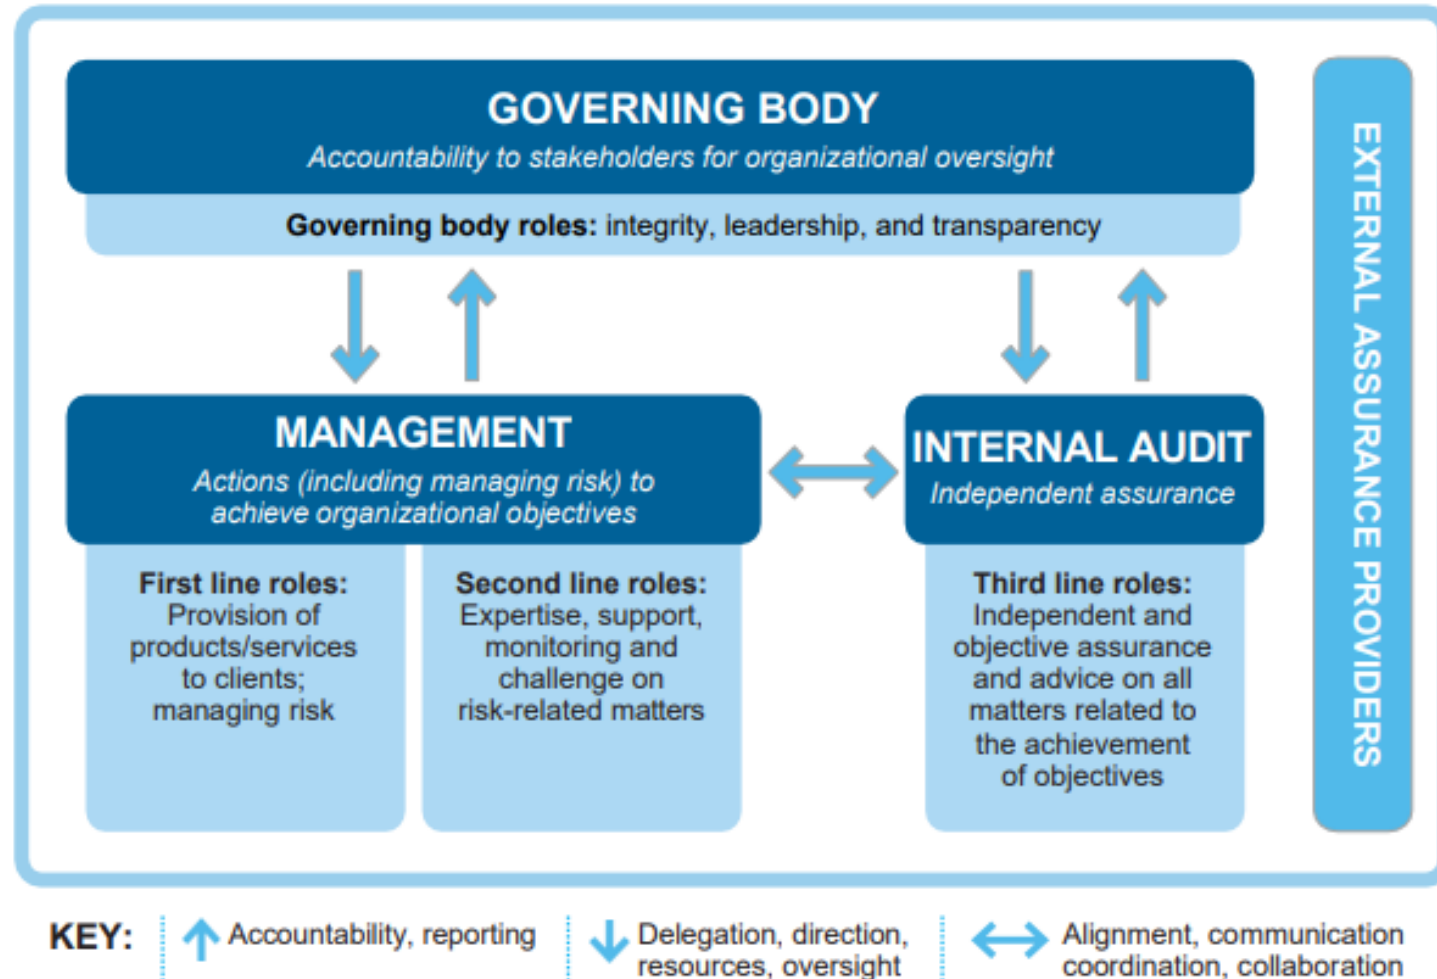 GOVERNING BODY
Accountability to stakeholders for organizational oversight
Governing body roles: integrity, leadership, and transparency
MANAGEMENT
Actions (including managing risk) to
achieve organizational objectives
First line roles:
Provision of
products/services
to clients;
managing risk
Second line roles:
Expertise, support,
monitoring and
challenge on
risk-related matters
INTERNAL AUDIT
Independent assurance
Third line roles:
Independent and
objective assurance
and advice on all
matters related to
the achievement
of objectives
EXTERNAL ASSURANCE PROVIDERS
KEY:
Accountability, reporting
Delegation, direction,
resources, oversight
Alignment, communication
coordination, collaboration